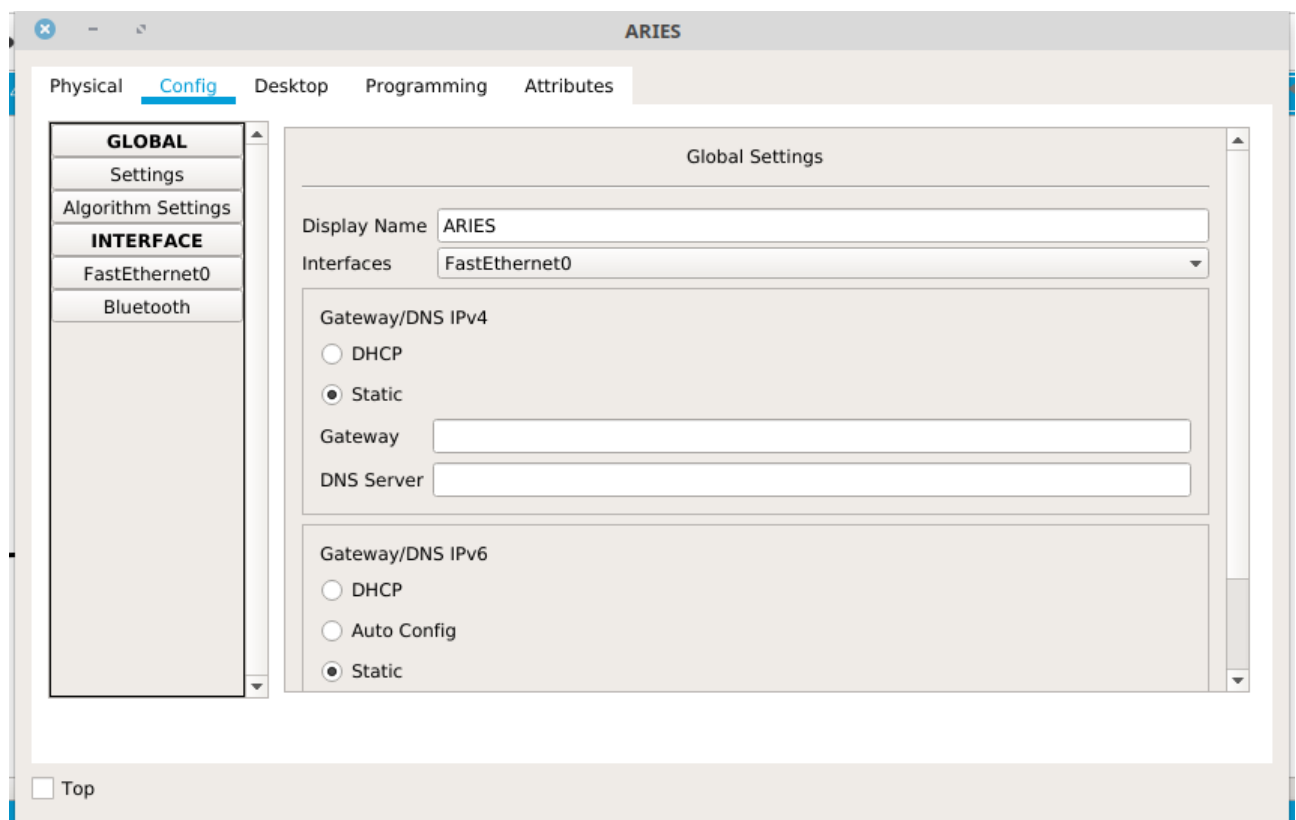 ARIES
Physical Config Desktop Programming Attributes
GLOBAL
Settings
Algorithm Settings
INTERFACE
FastEthernet0
Bluetooth
Global Settings
Display Name ARIES
Interfaces FastEthernet0
Gateway/DNS IPv4
DHCP
Static
Gateway
DNS Server
Gateway/DNS IPv6
DHCP
Auto Config
Static
Top